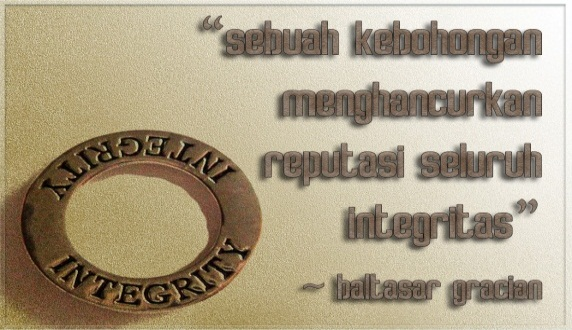 “sebuah kebohongan
menghancurkan
reputasi seluruh
integritas”
~ baltasar gracian
INTEGRITY
INTEGRITY